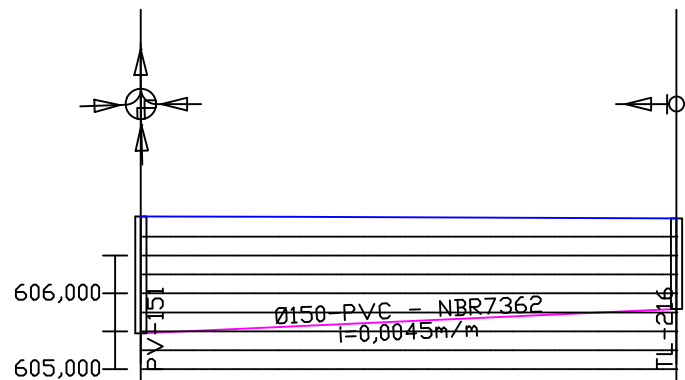 606,000
605,000
PV-151
Ø150-PVC - NBR7362
i=0,0045m/m
TL-216